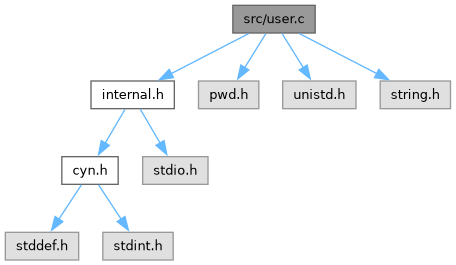 src/user.c
internal.h
pwd.h
unistd.h
string.h
cyn.h
stdio.h
stddef.h
stdint.h